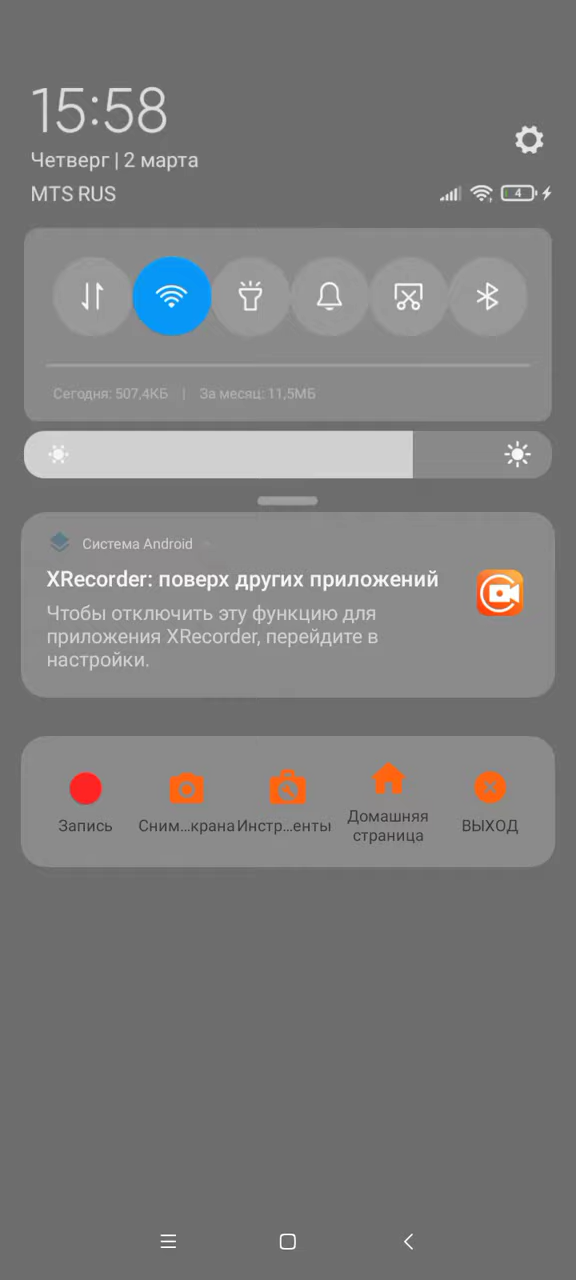 15:58
Четверг | 2 марта
MTS RUS
4
Сегодня: 507,4КБ | За месяц: 11,5МБ
Система Android
XRecorder: поверх других приложений
Чтобы отключить эту функцию для
приложения XRecorder, перейдите в
настройки.
Запись
Сним...крана
Инстр...енты
Домашняя
страница
ВЫХОД